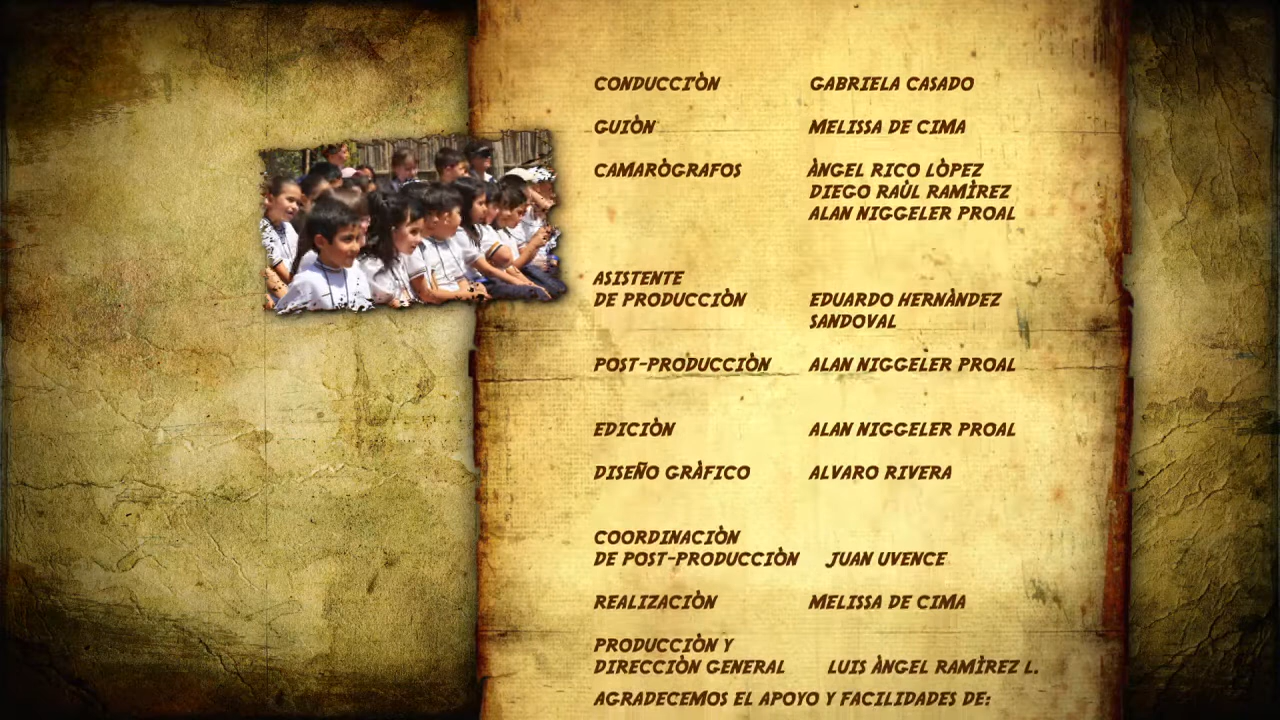 CONDUCCIÒN GABRIELA CASADO
GUIÒN MELISSA DE CIMA
CAMARÒGRAFOS ÀNGEL RICO LÒPEZ
DIEGO RAÙL RAMÌREZ
ALAN NIGGELER PROAL
ASISTENTE
DE PRODUCCIÒN EDUARDO HERNÀNDEZ
SANDOVAL
POST-PRODUCCIÒN ALAN NIGGELER PROAL
EDICIÒN ALAN NIGGELER PROAL
DISEÑO GRÀFICO ALVARO RIVERA
COORDINACIÒN
DE POST-PRODUCCIÒN JUAN UVENCE
REALIZACIÒN MELISSA DE CIMA
PRODUCCIÒN Y
DIRECCIÒN GENERAL LUIS ÀNGEL RAMÌREZ L.
AGRADECEMOS EL APOYO Y FACILIDADES DE: